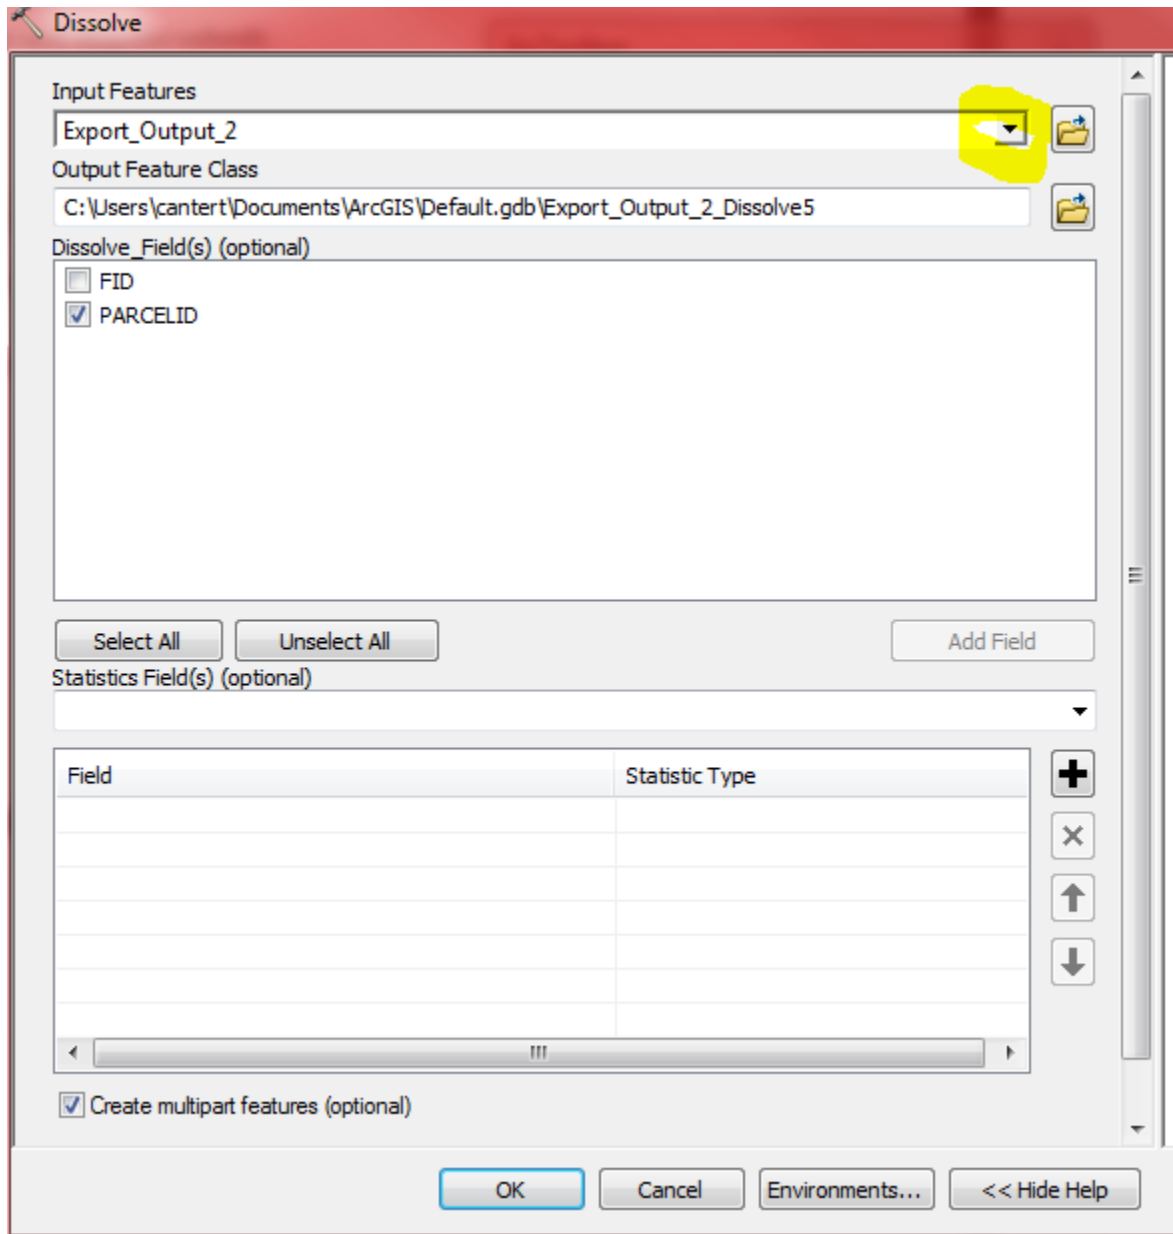 Dissolve
Input Features
Export_Output_2
Output Feature Class
C:\Users\cantert\Documents\ArcGIS\Default.gdb\Export_Output_2_Dissolve5
Dissolve_Field(s) (optional)
FID
PARCELID
Select All Unselect All Add Field
Statistics Field(s) (optional)
Field Statistic Type
Create multipart features (optional)
OK Cancel Environments... << Hide Help